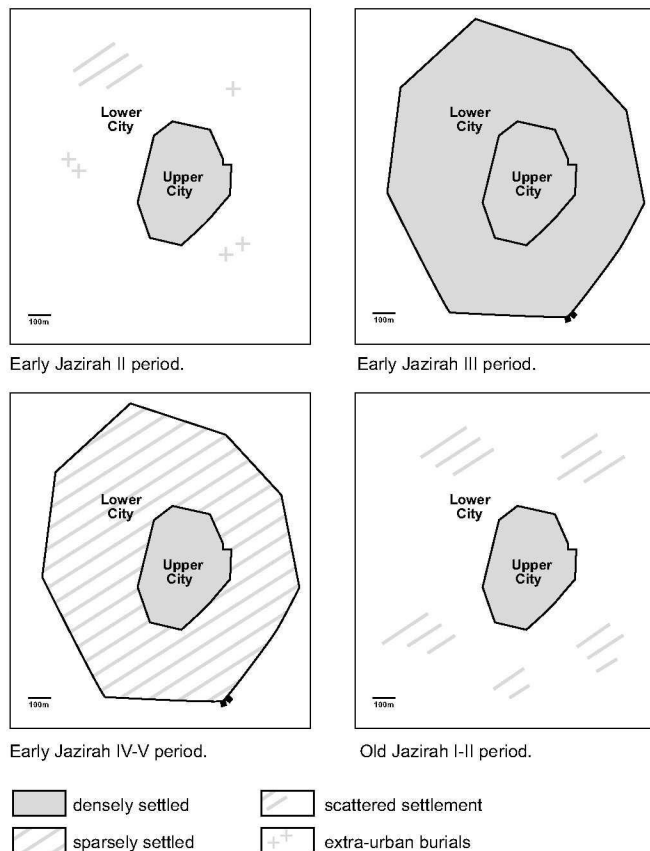 Lower
City
Upper
City
100m
Early Jazirah II period.
Lower
City
Upper
City
100m
Early Jazirah III period.
Lower
City
Upper
City
100m
Early Jazirah IV-V period.
Lower
City
Upper
City
100m
Old Jazirah I-II period.
densely settled
scattered settlement
sparsely settled
extra-urban burials